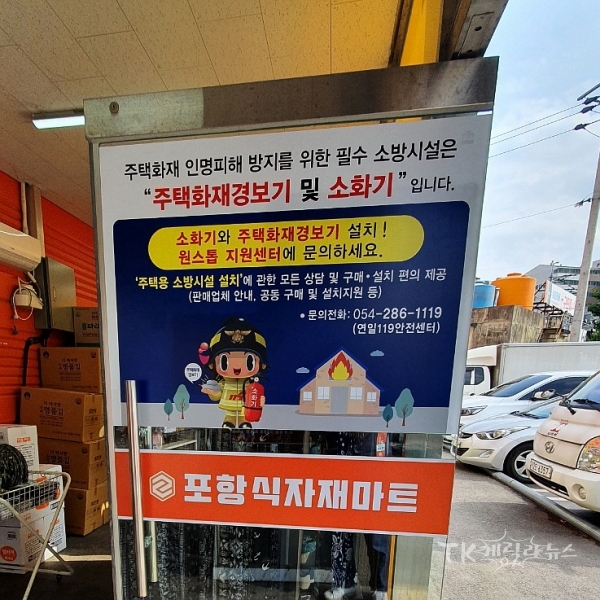 주택화재 인명피해 방지를 위한 필수 소방시설은
“주택화재경보기 및 소화기”입니다.
소화기와 주택화재경보기 설치!
원스톱 지원센터에 문의하세요.
'주택용 소방시설 설치'에 관한 모든 상담 및 구매•설치 편의 제공
(판매업체 안내, 공동 구매 및 설치지원 등)
• 문의전화: 054-286-1119
(연일119안전센터)
소화기
포항식자재마트
TK게릴라뉴스